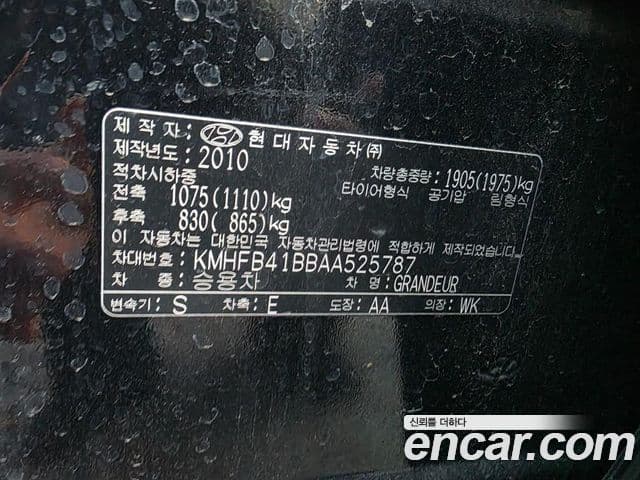 제 작 자: 현대자동차㈜
제작년도: 2010 차량총중량: 1905(1975)kg
적차시하중 타이어형식 공기압 림형식
전축 1075(1110)kg
후축 830( 865)kg
이 자동차는 대한민국 자동차관리법령에 적합하게 제작되었습니다.
차대번호: KMHFB41BBAA525787
차 종: 승용차 차 명: GRANDEUR
변속기: S 차축: E 도장: AA 의장: WK
신뢰를 더하다
encar.com